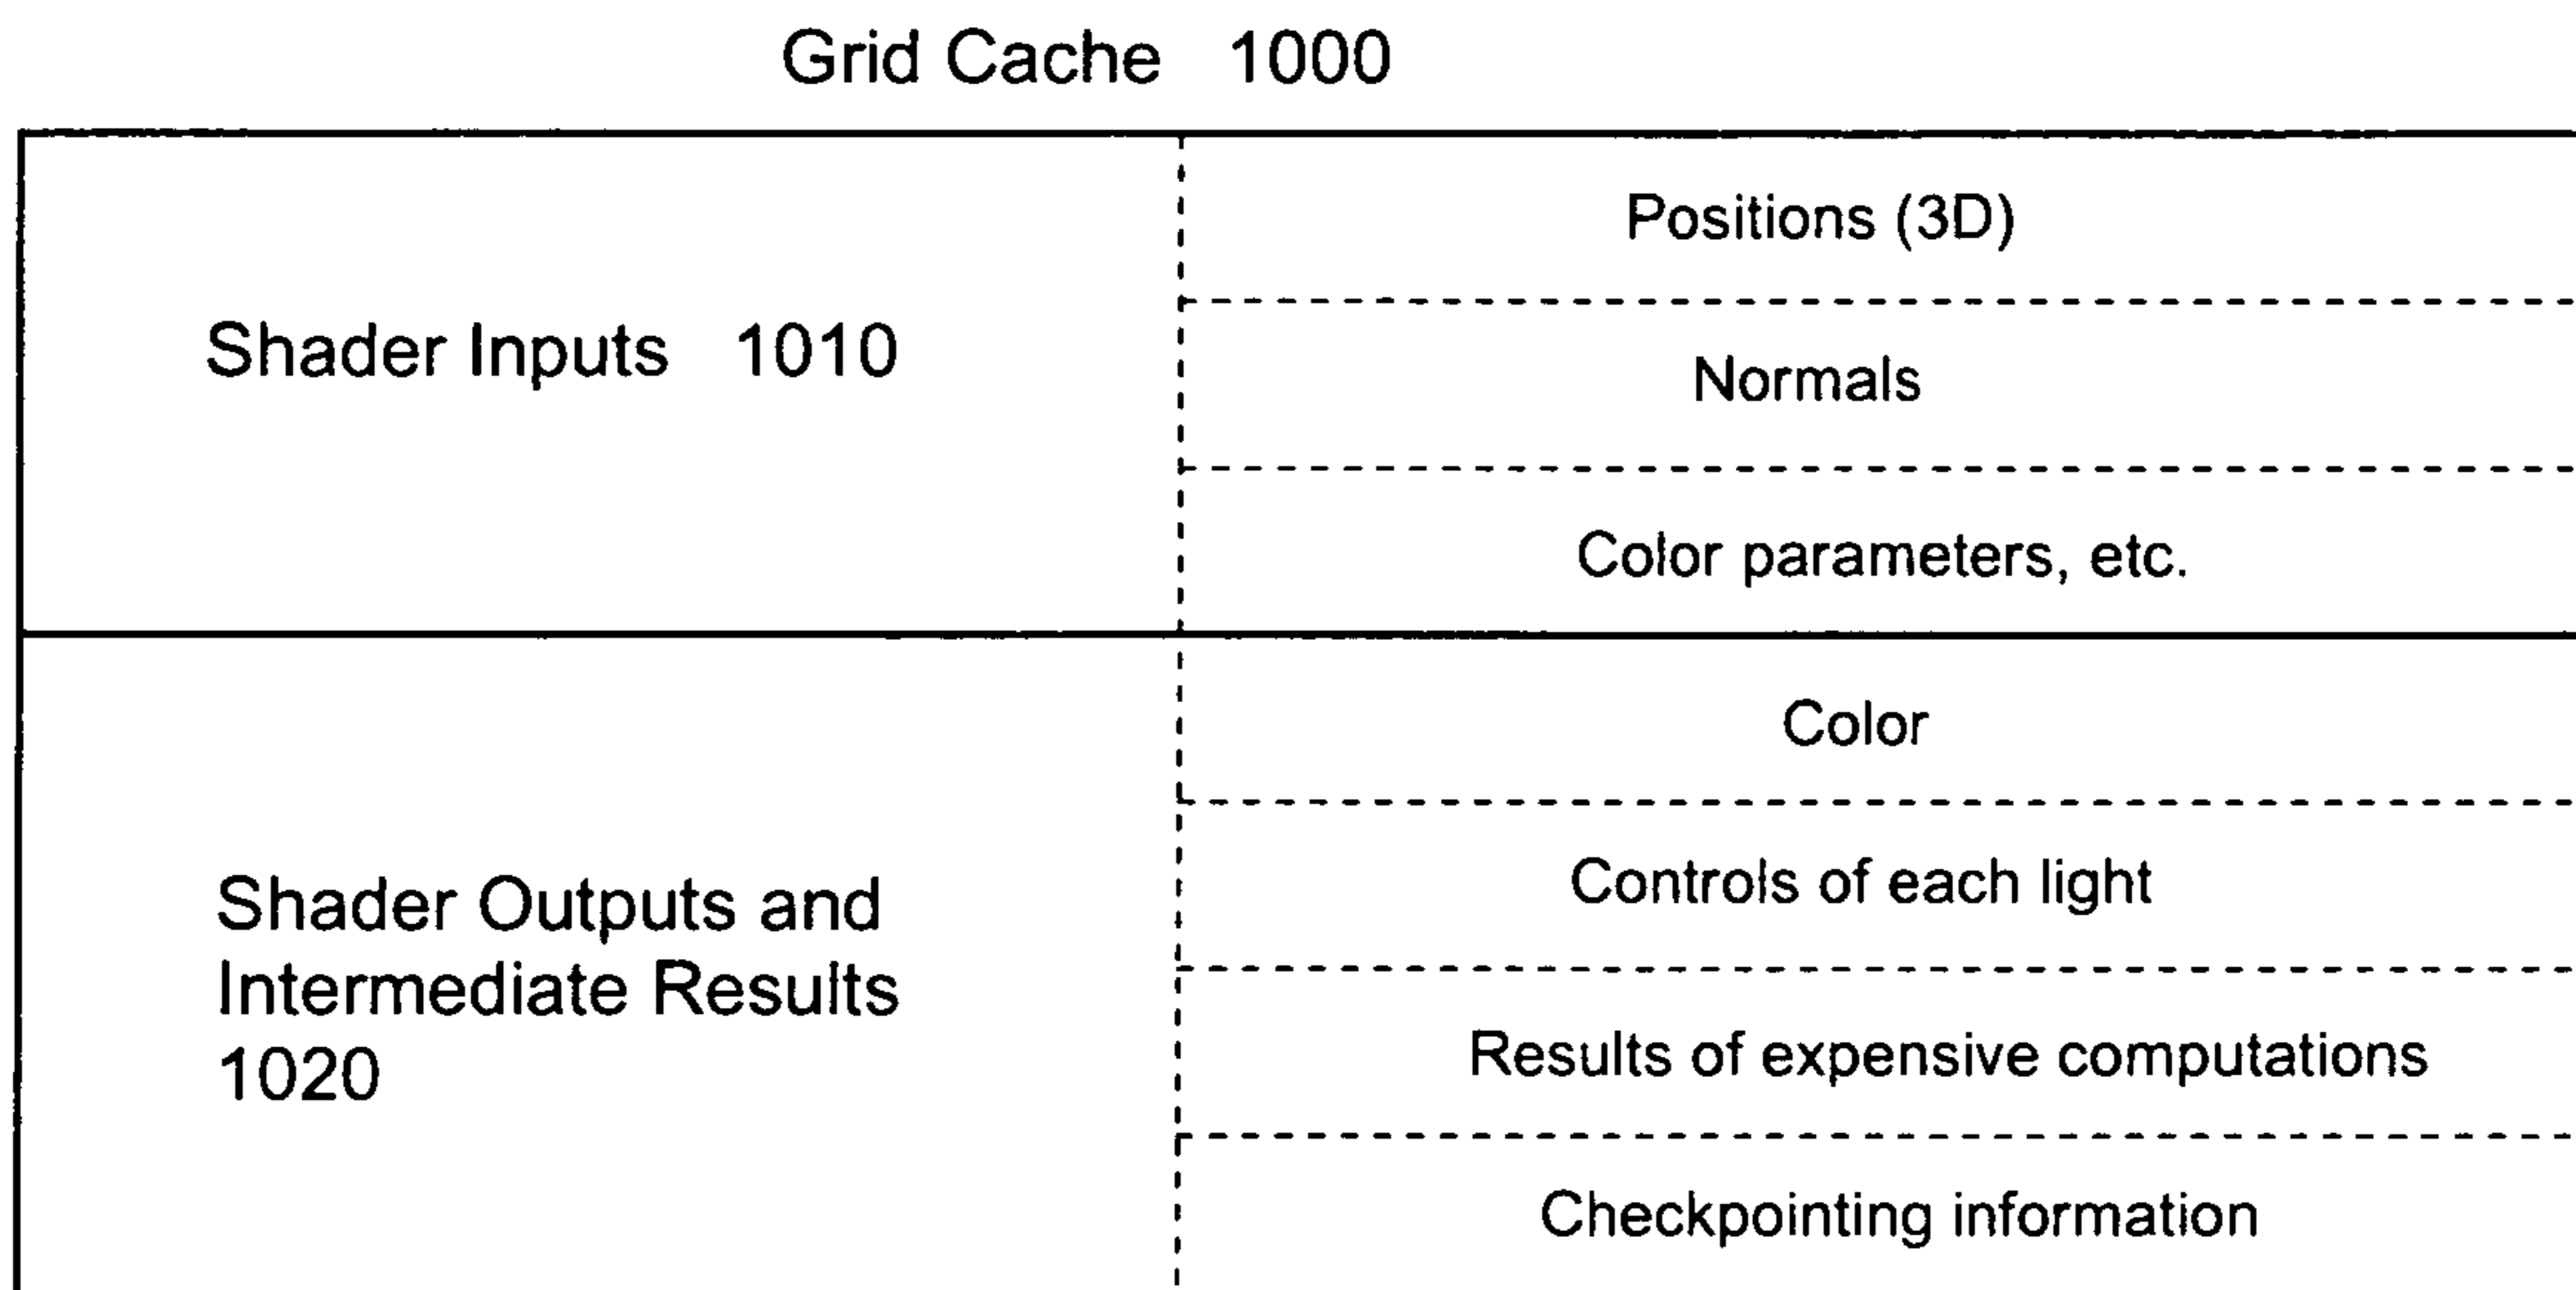 Grid Cache 1000
Shader Inputs 1010
Positions (3D)
Normals
Color parameters, etc.
Shader Outputs and
Intermediate Results
1020
Color
Controls of each light
Results of expensive computations
Checkpointing information